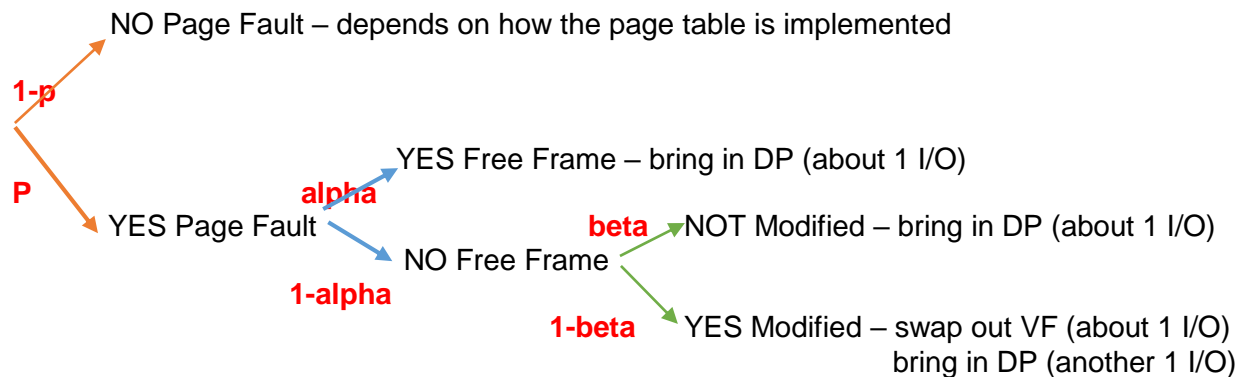 NO Page Fault – depends on how the page table is implemented
1-p
YES Free Frame – bring in DP (about 1 I/O)
P
alpha
YES Page Fault
beta
NOT Modified – bring in DP (about 1 I/O)
NO Free Frame
1-alpha
1-beta
YES Modified – swap out VF (about 1 I/O)
bring in DP (another 1 I/O)